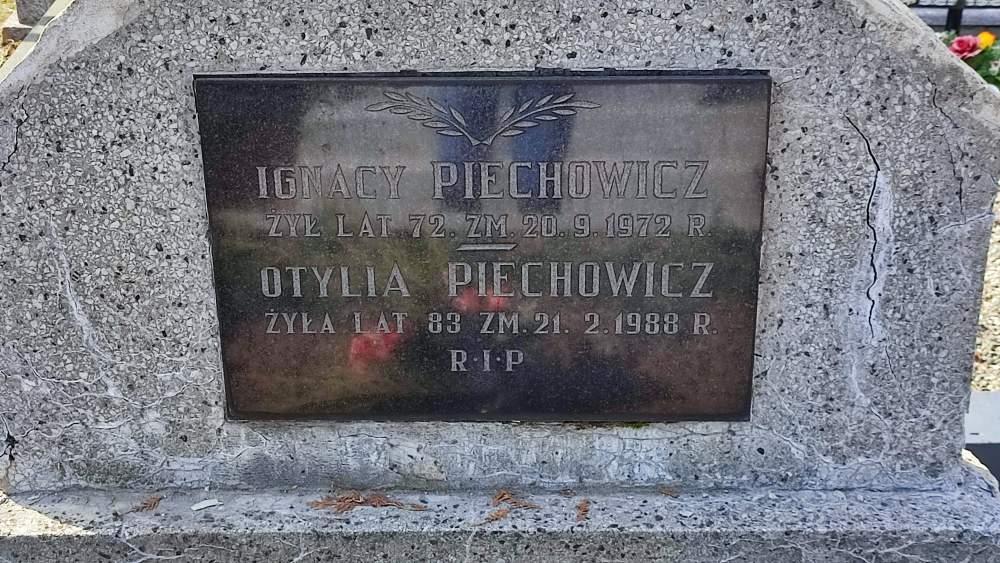 IGNACY PIECHOWICZ
ŻYŁ LAT 72. ZM. 20.9.1972 R.
OTYLIA PIECHOWICZ
ŻYŁA LAT 83 ZM. 21.2.1988 R.
R·I·P